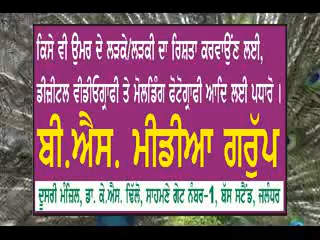 ਕਿਸੇ ਵੀ ਉਮਰ ਦੇ ਲੜਕੇ/ਲੜਕੀ ਦਾ ਰਿਸ਼ਤਾ ਕਰਵਾਉਂਣ ਲਈ,
ਡੀਜ਼ੀਟਲ ਵੀਡੀਓਗ੍ਰਾਫੀ ਤੇ ਮੋਲਡਿੰਗ ਫੋਟੋਗ੍ਰਾਫੀ ਆਦਿ ਲਈ ਪਧਾਰੋ ।
ਬੀ.ਐਸ. ਮੀਡੀਆ ਗਰੁੱਪ
ਦੂਸਰੀ ਮੰਜ਼ਿਲ, ਡਾ. ਕੇ.ਐਸ. ਢਿੱਲੋ, ਸਾਹਮਣੇ ਗੇਟ ਨੰਬਰ-1, ਬੱਸ ਸਟੈਂਡ, ਜਲੰਧਰ